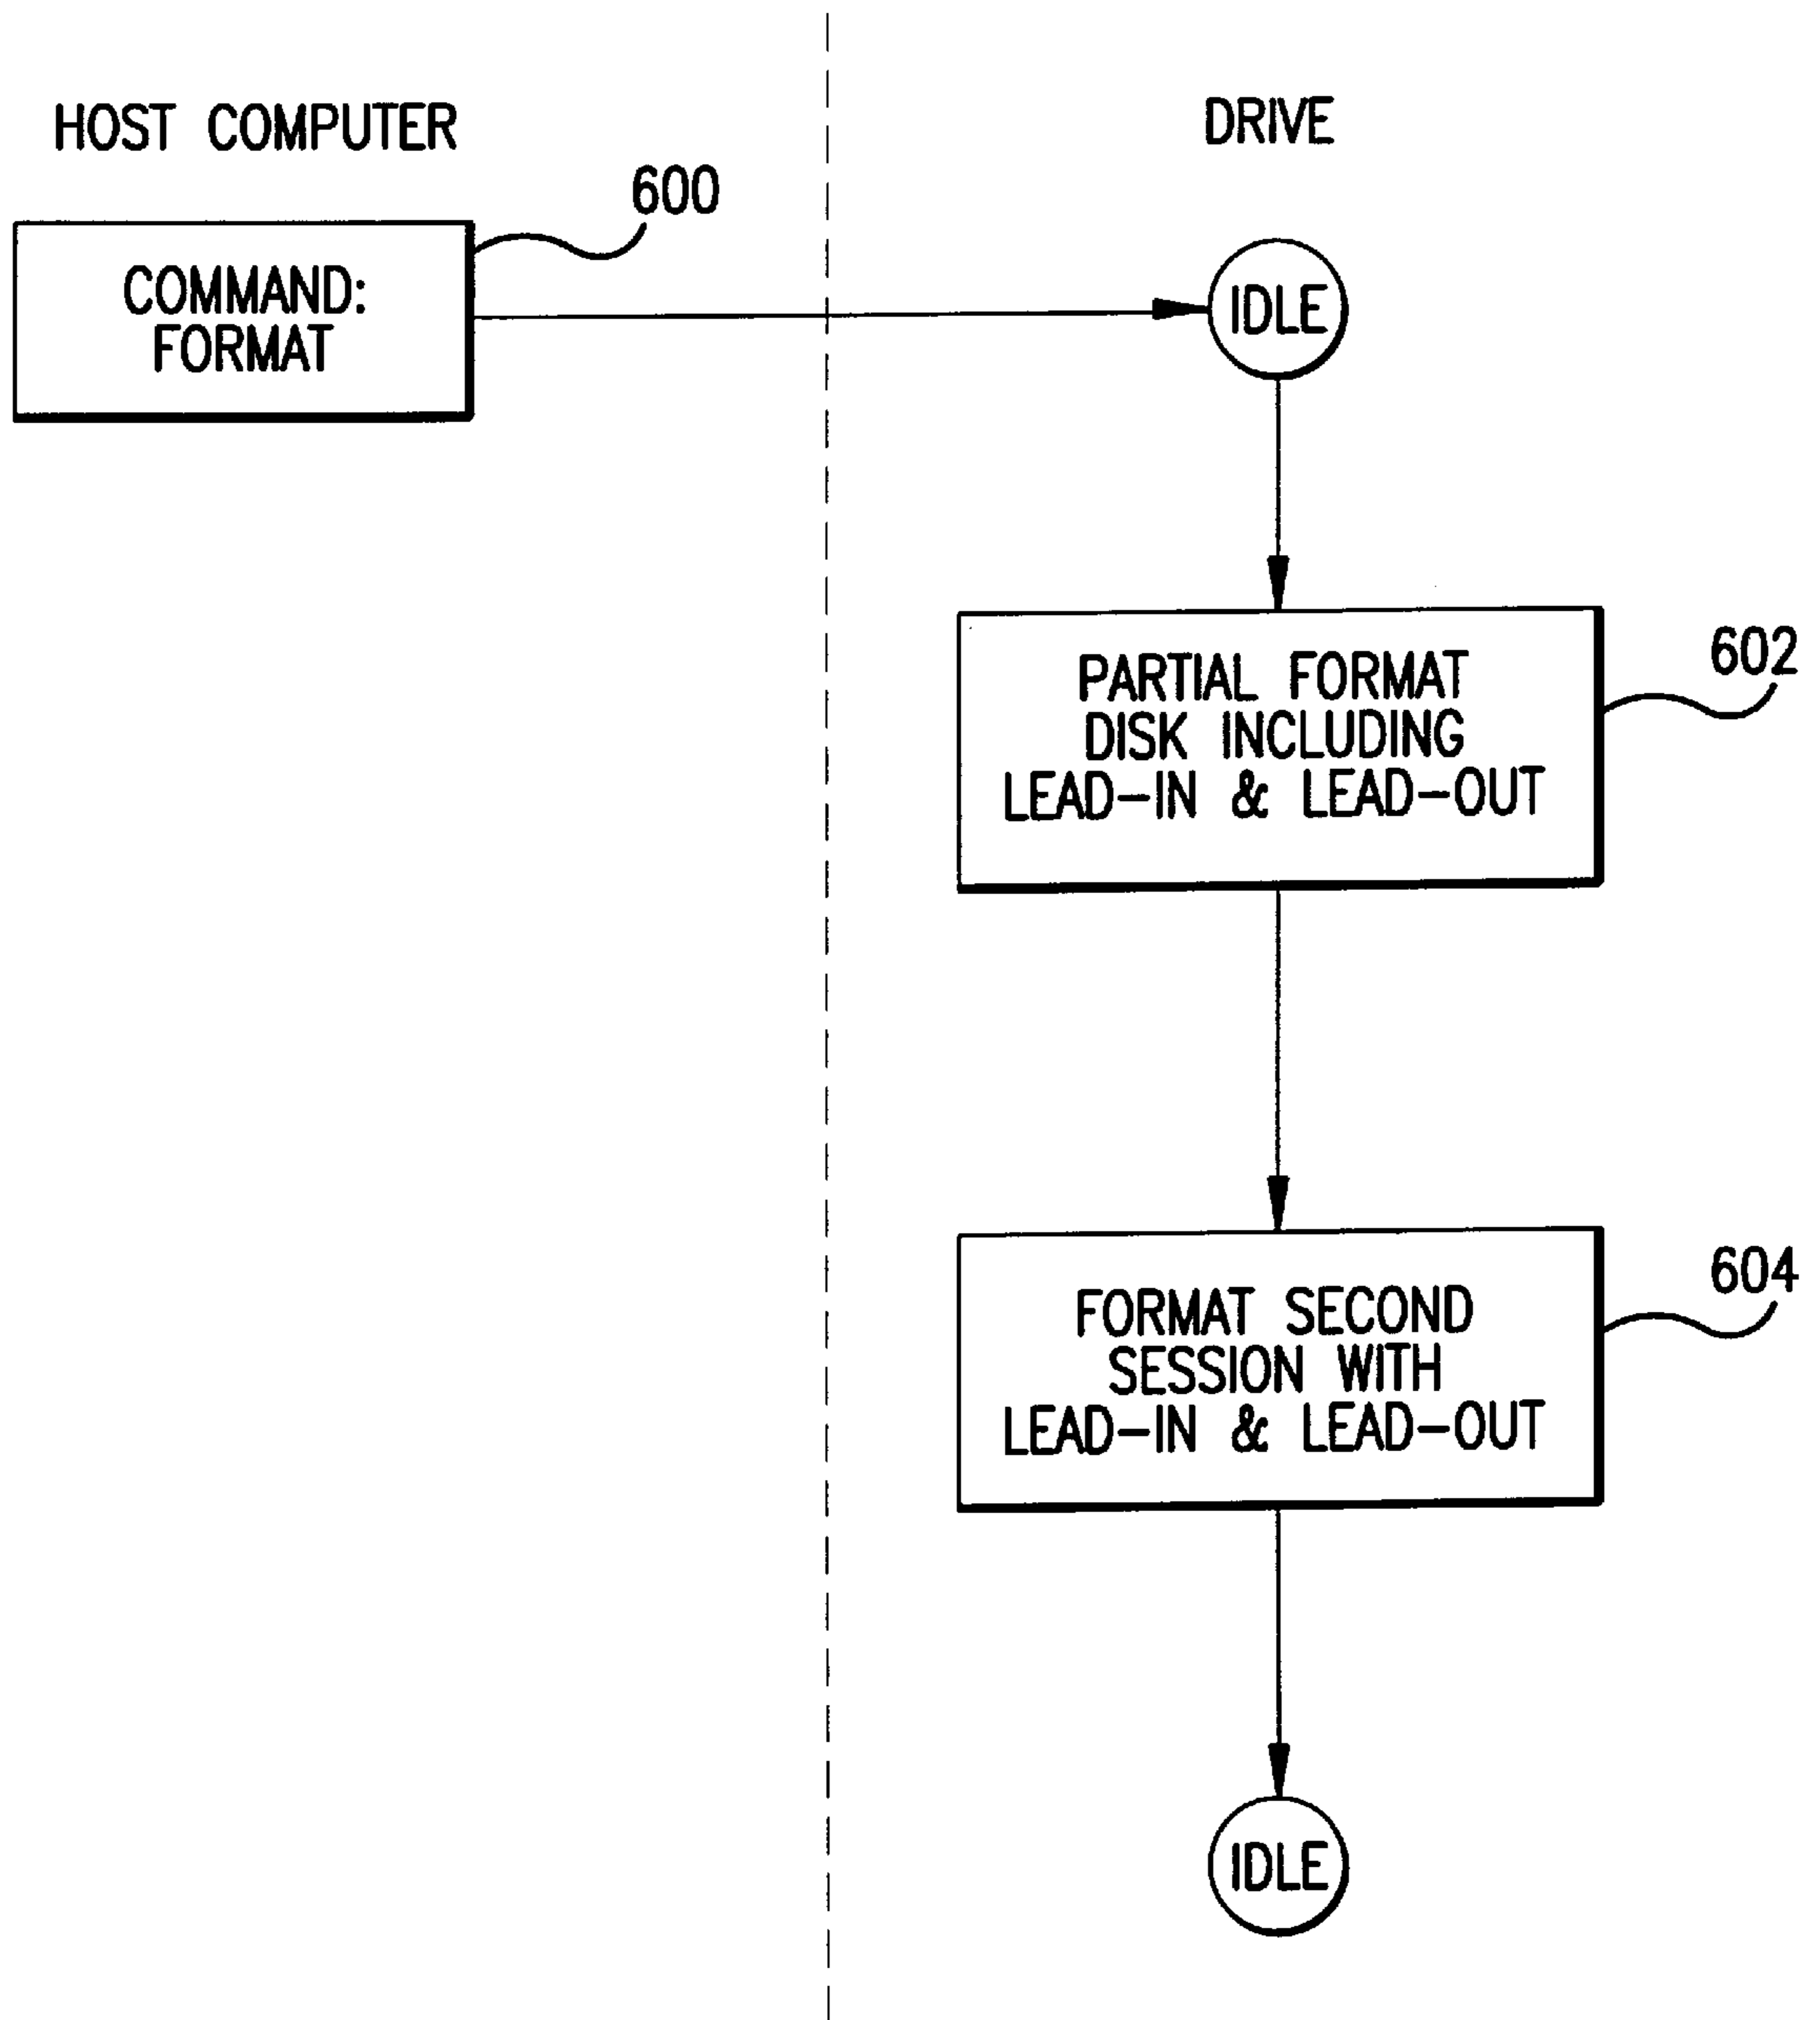 HOST COMPUTER
DRIVE
600
COMMAND:
FORMAT
IDLE
602
PARTIAL FORMAT
DISK INCLUDING
LEAD-IN & LEAD-OUT
604
FORMAT SECOND
SESSION WITH
LEAD-IN & LEAD-OUT
IDLE